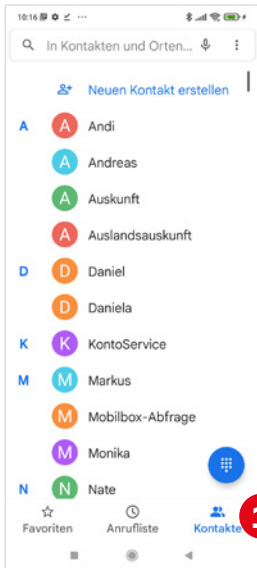 10:16
In Kontakten und Orten...
Neuen Kontakt erstellen
A A Andi
A Andreas
A Auskunft
A Auslandsauskunft
D D Daniel
D Daniela
K K KontoService
M M Markus
M Mobilbox-Abfrage
M Monika
N N Nate
Favoriten Anrufliste Kontakte